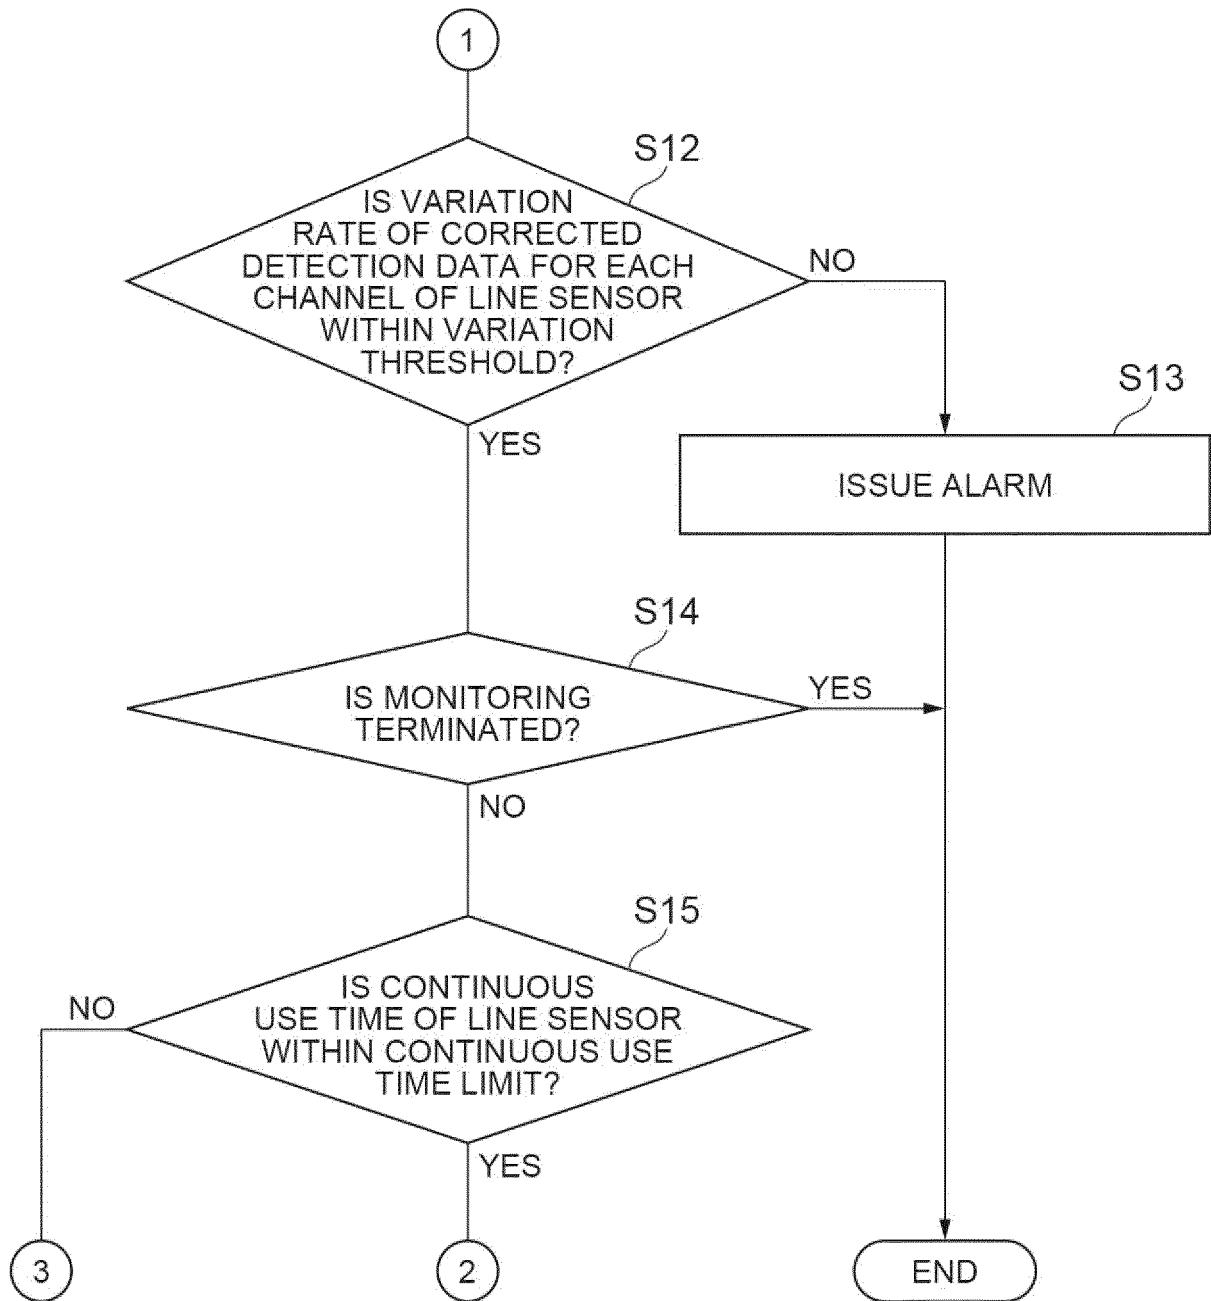 1
S12
IS VARIATION
RATE OF CORRECTED
DETECTION DATA FOR EACH
CHANNEL OF LINE SENSOR
WITHIN VARIATION
THRESHOLD?
NO
YES
S13
ISSUE ALARM
S14
IS MONITORING
TERMINATED?
YES
NO
S15
IS CONTINUOUS
USE TIME OF LINE SENSOR
WITHIN CONTINUOUS USE
TIME LIMIT?
NO
YES
3
2
END